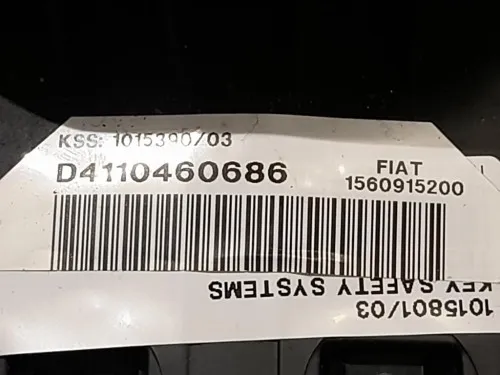 KSS: 1015390/03
D4110460686
FIAT
1560915200
KEY SAFETY SYSTEMS
1015801/03